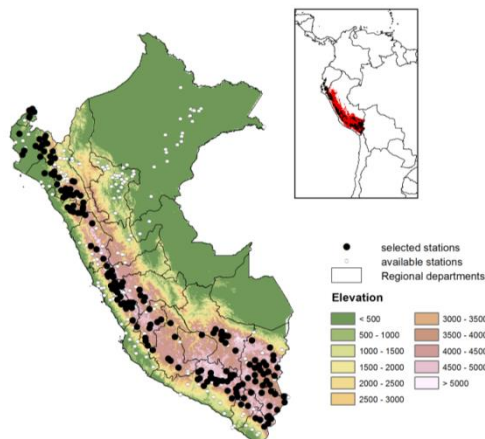 selected stations
available stations
Regional departments
Elevation
< 500
500 - 1000
1000 - 1500
1500 - 2000
2000 - 2500
2500 - 3000
3000 - 3500
3500 - 4000
4000 - 4500
4500 - 5000
> 5000